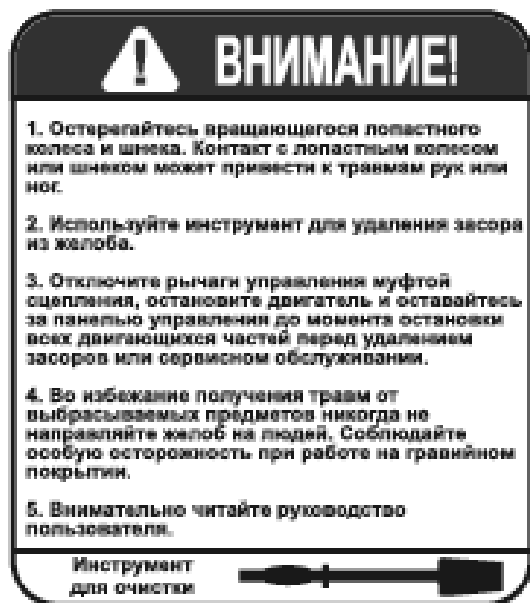 ВНИМАНИЕ!
1. Остерегайтесь вращающегося лопастного
колеса и шнека. Контакт с лопастным колесом
или шнеком может привести к травмам рук или
ног.
2. Используйте инструмент для удаления засора
из желоба.
3. Отключите рычаги управления муфтой
сцепления, остановите двигатель и оставайтесь
за панелью управления до момента остановки
всех двигающихся частей перед удалением
засоров или сервисном обслуживании.
4. Во избежание получения травм от
выбрасываемых предметов никогда не
направляйте желоб на людей. Соблюдайте
особую осторожность при работе на гравийном
покрытии.
5. Внимательно читайте руководство
пользователя.
Инструмент
для очистки